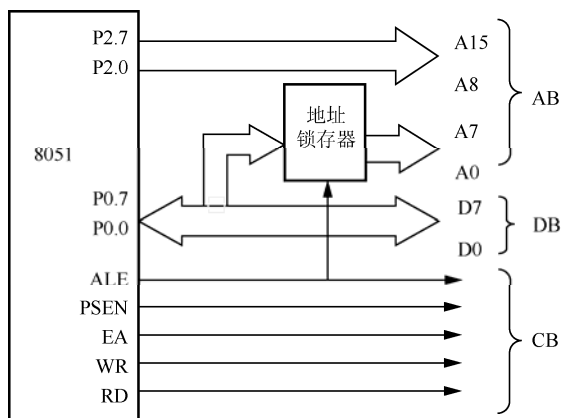 P2.7
P2.0
8051
P0.7
P0.0
ALE
PSEN
EA
WR
RD
地址
锁存器
A15
A8
A7
A0
AB
D7
D0
DB
CB